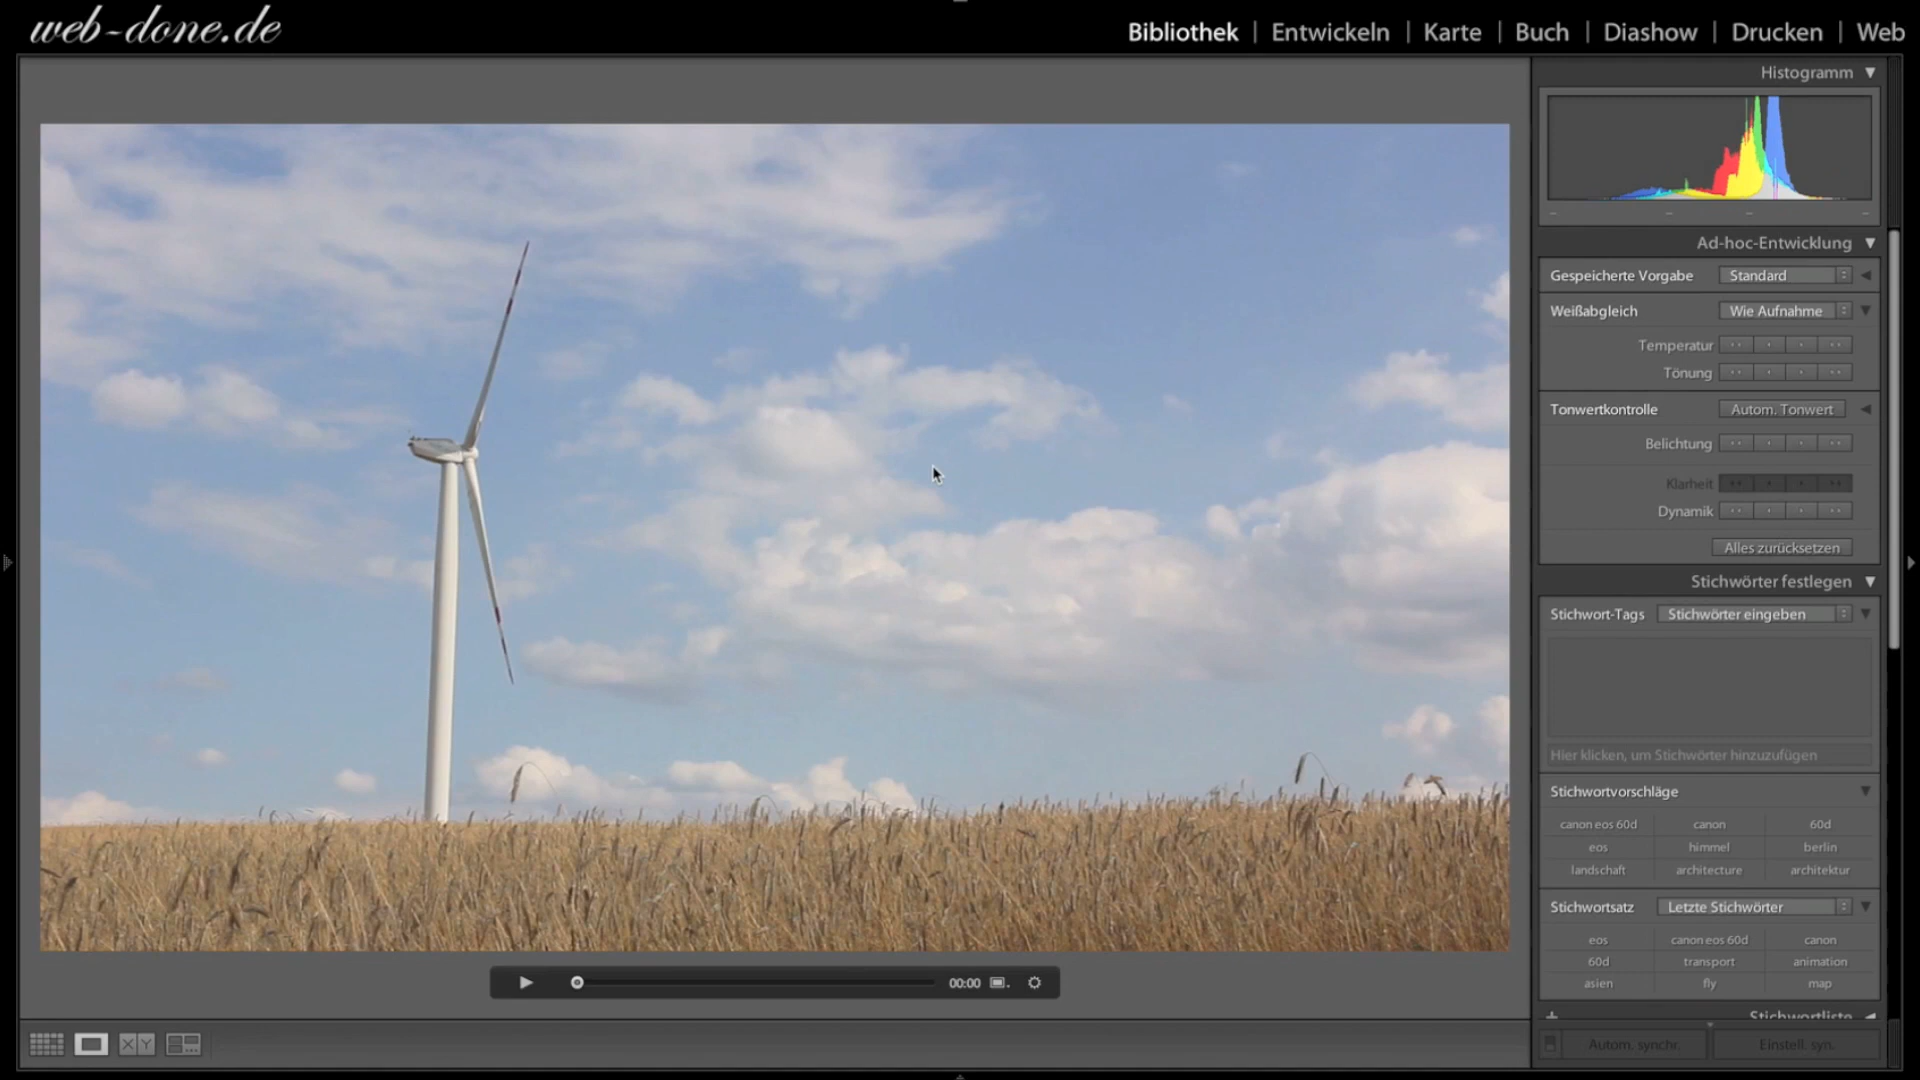 web-done.de
Bibliothek | Entwickeln | Karte | Buch | Diashow | Drucken | Web
Histogramm
Ad-hoc-Entwicklung
Gespeicherte Vorgabe Standard
Weißabgleich Wie Aufnahme
Temperatur
Tönung
Tonwertkontrolle Autom. Tonwert
Belichtung
Klarheit
Dynamik
Alles zurücksetzen
Stichwörter festlegen
Stichwort-Tags Stichwörter eingeben
Hier klicken, um Stichwörter hinzuzufügen
Stichwortvorschläge
canon eos 60d canon 60d
eos himmel berlin
landschaft architecture architektur
Stichwortsatz Letzte Stichwörter
eos canon eos 60d canon
60d transport animation
asien fly map
00:00
+ Stichwortliste
XY
Autom. synchr. Einstell. syn.